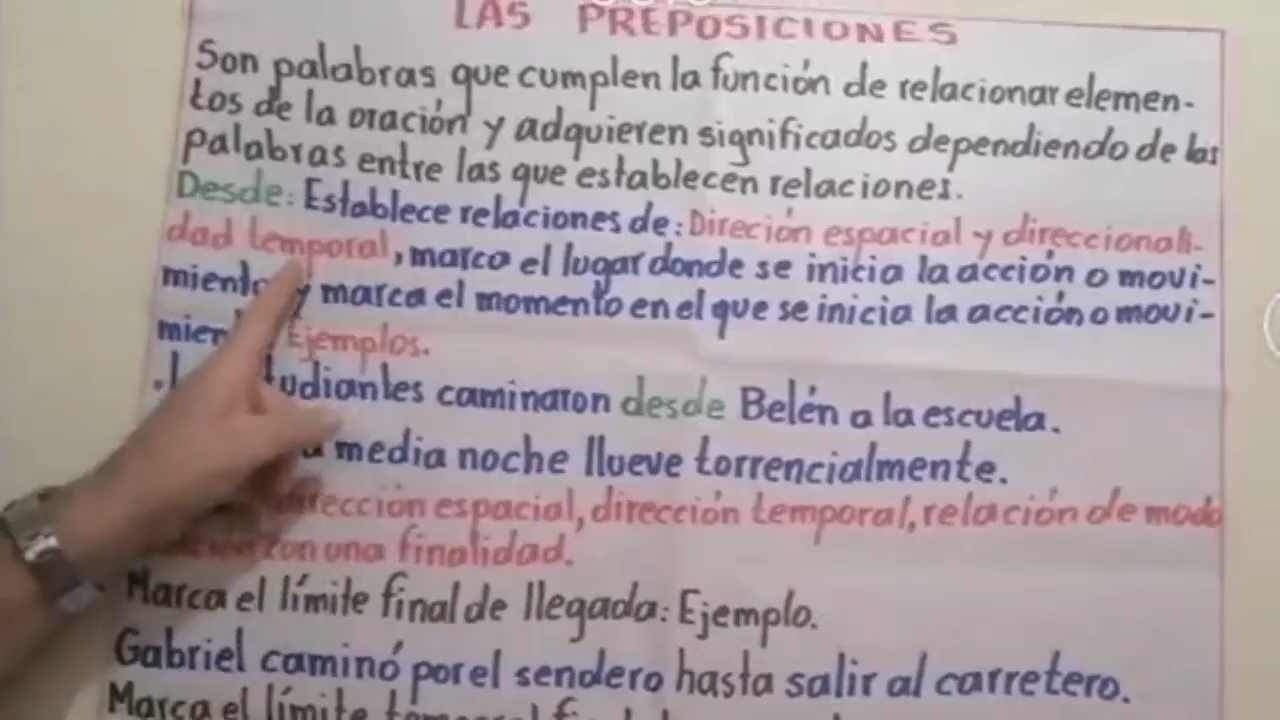 LAS PREPOSICIONES
Son palabras que cumplen la función de relacionar elemen-
tos de la oración y adquieren significados dependiendo de las
palabras entre las que establecen relaciones.
Desde: Establece relaciones de: Direción espacial y direccionali-
dad temporal, marca el lugar donde se inicia la acción o movi-
miento y marca el momento en el que se inicia la acción o movi-
Ejemplos.
caminaron desde Belén a la escuela.
media noche llueve torrencialmente.
espacial, dirección temporal, relación de modo
con una finalidad.
Marca el límite final de llegada: Ejemplo.
Gabriel caminó por el sendero hasta salir al carretero.
Marca el límite